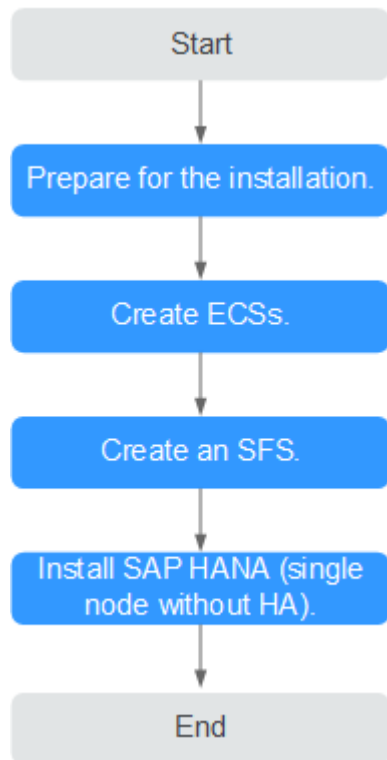 Start
Prepare for the installation.
Create ECSs.
Create an SFS.
Install SAP HANA (single
node without HA).
End